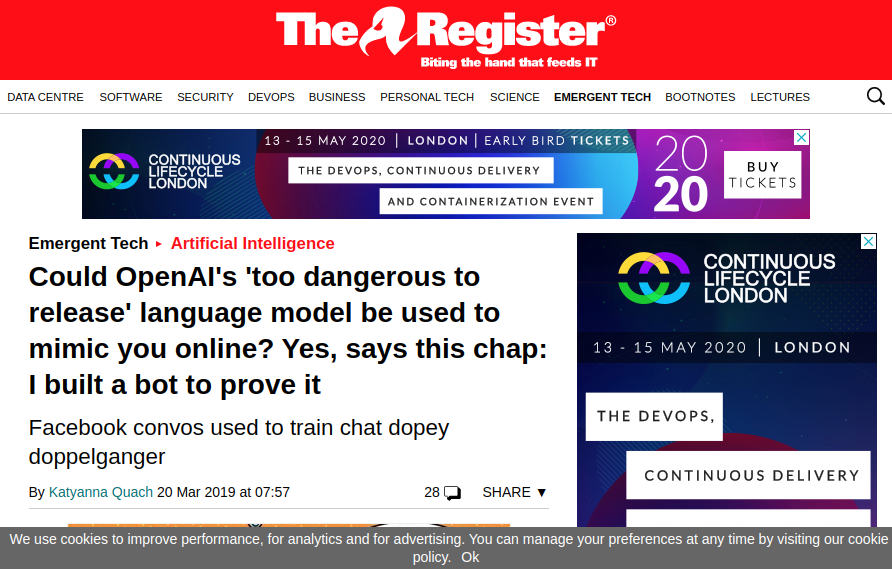 The Register®
Biting the hand that feeds IT
DATA CENTRE SOFTWARE SECURITY DEVOPS BUSINESS PERSONAL TECH SCIENCE EMERGENT TECH BOOTNOTES LECTURES
CONTINUOUS
LIFECYCLE
LONDON
13 - 15 MAY 2020 | LONDON | EARLY BIRD TICKETS
THE DEVOPS, CONTINUOUS DELIVERY
AND CONTAINERIZATION EVENT
20
20
BUY
TICKETS
Emergent Tech ▸ Artificial Intelligence
Could OpenAI's 'too dangerous to
release' language model be used to
mimic you online? Yes, says this chap:
I built a bot to prove it
Facebook convos used to train chat dopey
doppelganger
By Katyanna Quach 20 Mar 2019 at 07:57
28
SHARE ▼
CONTINUOUS
LIFECYCLE
LONDON
13 - 15 MAY 2020 | LONDON
THE DEVOPS,
CONTINUOUS DELIVERY
We use cookies to improve performance, for analytics and for advertising. You can manage your preferences at any time by visiting our cookie
policy. Ok